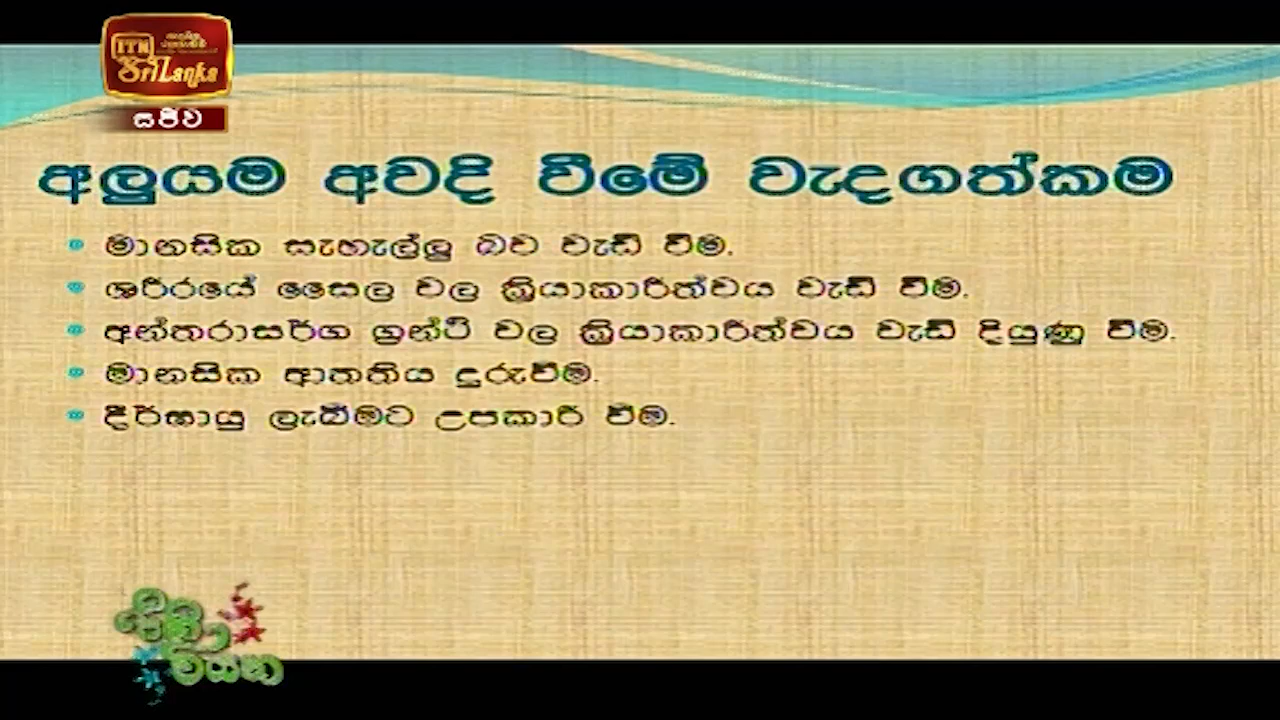 ITN
Sri Lanka
සජීව
අලුයම අවදි වීමේ වැදගත්කම
• මානසික සැහැල්ලු බව වැඩි වීම.
• ශරීරයේ සෛල වල ක්‍රියාකාරිත්වය වැඩි වීම.
• අන්තරාසර්ග ග්‍රන්ථි වල ක්‍රියාකාරිත්වය වැඩි දියුණු වීම.
• මානසික ආතතිය දුරුවීම.
• දීර්ඝායු ලැබීමට උපකාරී වීම.